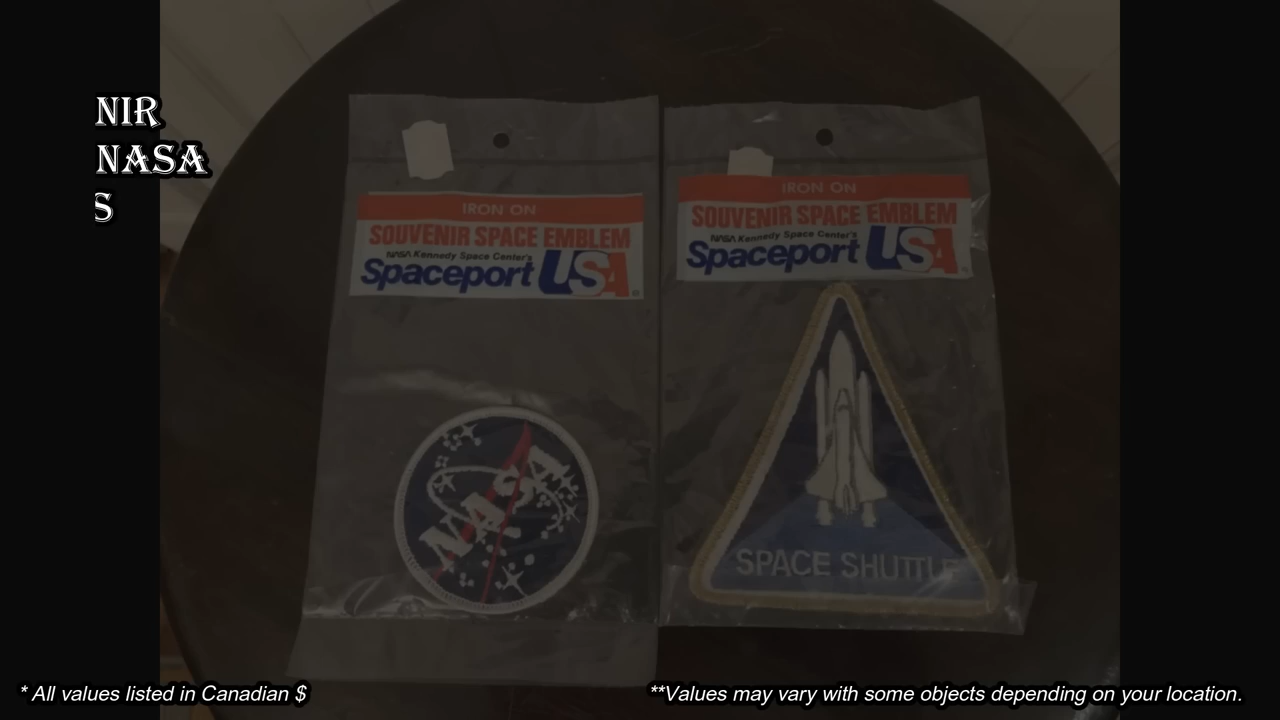 NIR
NASA
S
IRON ON
SOUVENIR SPACE EMBLEM
NASA Kennedy Space Center's
Spaceport USA
NASA
IRON ON
SOUVENIR SPACE EMBLEM
NASA Kennedy Space Center's
Spaceport USA
SPACE SHUTTLE
* All values listed in Canadian $
**Values may vary with some objects depending on your location.